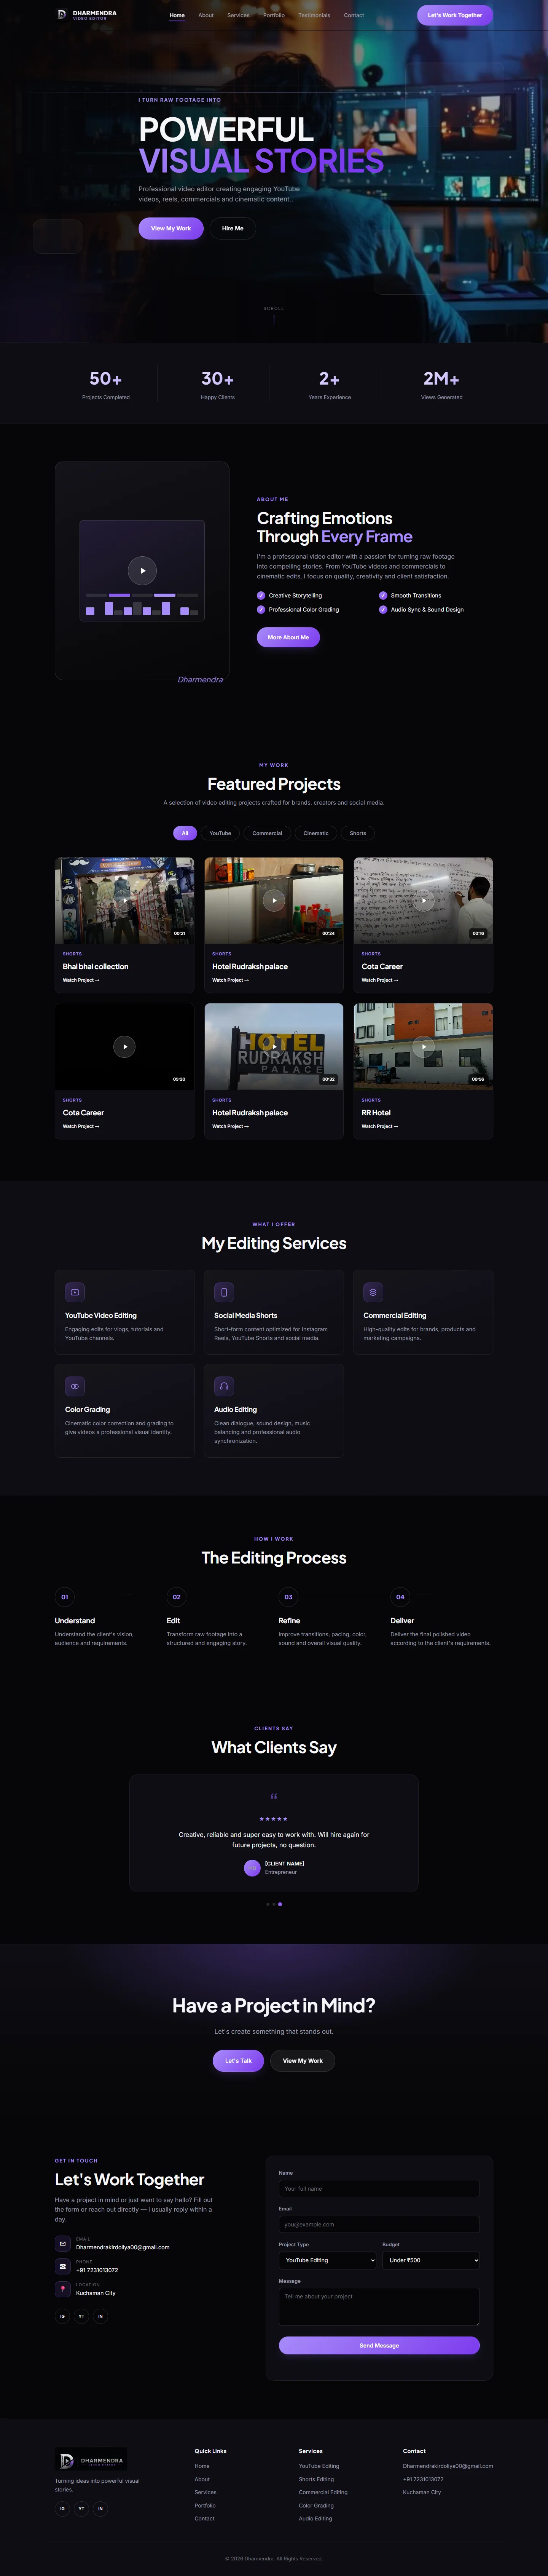 DHARMENDRA
VIDEO EDITOR
Home
About
Services
Portfolio
Testimonials
Contact
Let's Work Together
I TURN RAW FOOTAGE INTO
POWERFUL
VISUAL STORIES
Professional video editor creating engaging YouTube
videos, reels, commercials and cinematic content..
View My Work
Hire Me
SCROLL
50+
Projects Completed
30+
Happy Clients
2+
Years Experience
2M+
Views Generated
Dharmendra
ABOUT ME
Crafting Emotions
Through Every Frame
I'm a professional video editor with a passion for turning raw footage
into compelling stories. From YouTube videos and commercials to
cinematic edits, I focus on quality, creativity and client satisfaction.
✓ Creative Storytelling
✓ Smooth Transitions
✓ Professional Color Grading
✓ Audio Sync & Sound Design
More About Me
MY WORK
Featured Projects
A selection of video editing projects crafted for brands, creators and social media.
All
YouTube
Commercial
Cinematic
Shorts
00:21
SHORTS
Bhai bhai collection
Watch Project →
00:24
SHORTS
Hotel Rudraksh palace
Watch Project →
00:16
SHORTS
Cota Career
Watch Project →
05:20
SHORTS
Cota Career
Watch Project →
HOTEL
RUDRAKSH
PALACE
00:32
SHORTS
Hotel Rudraksh palace
Watch Project →
00:56
SHORTS
RR Hotel
Watch Project →
WHAT I OFFER
My Editing Services
YouTube Video Editing
Engaging edits for vlogs, tutorials and
YouTube channels.
Social Media Shorts
Short-form content optimized for Instagram
Reels, YouTube Shorts and social media.
Commercial Editing
High-quality edits for brands, products and
marketing campaigns.
Color Grading
Cinematic color correction and grading to
give videos a professional visual identity.
Audio Editing
Clean dialogue, sound design, music
balancing and professional audio
synchronization.
HOW I WORK
The Editing Process
01
Understand
Understand the client's vision,
audience and requirements.
02
Edit
Transform raw footage into a
structured and engaging story.
03
Refine
Improve transitions, pacing, color,
sound and overall visual quality.
04
Deliver
Deliver the final polished video
according to the client's requirements.
CLIENTS SAY
What Clients Say
“
★★★★★
Creative, reliable and super easy to work with. Will hire again for
future projects, no question.
[CLIENT NAME]
Entrepreneur
Have a Project in Mind?
Let's create something that stands out.
Let's Talk
View My Work
GET IN TOUCH
Let's Work Together
Have a project in mind or just want to say hello? Fill out
the form or reach out directly — I usually reply within a
day.
EMAIL
Dharmendrakirdoliya00@gmail.com
PHONE
+91 7231013072
LOCATION
Kuchaman City
IG
YT
IN
Name
Your full name
Email
you@example.com
Project Type
Budget
YouTube Editing
Under ₹500
Message
Tell me about your project
Send Message
DHARMENDRA
VIDEO EDITOR
Turning ideas into powerful visual
stories.
IG
YT
IN
Quick Links
Home
About
Services
Portfolio
Contact
Services
YouTube Editing
Shorts Editing
Commercial Editing
Color Grading
Audio Editing
Contact
Dharmendrakirdoliya00@gmail.com
+91 7231013072
Kuchaman City
© 2026 Dharmendra. All Rights Reserved.